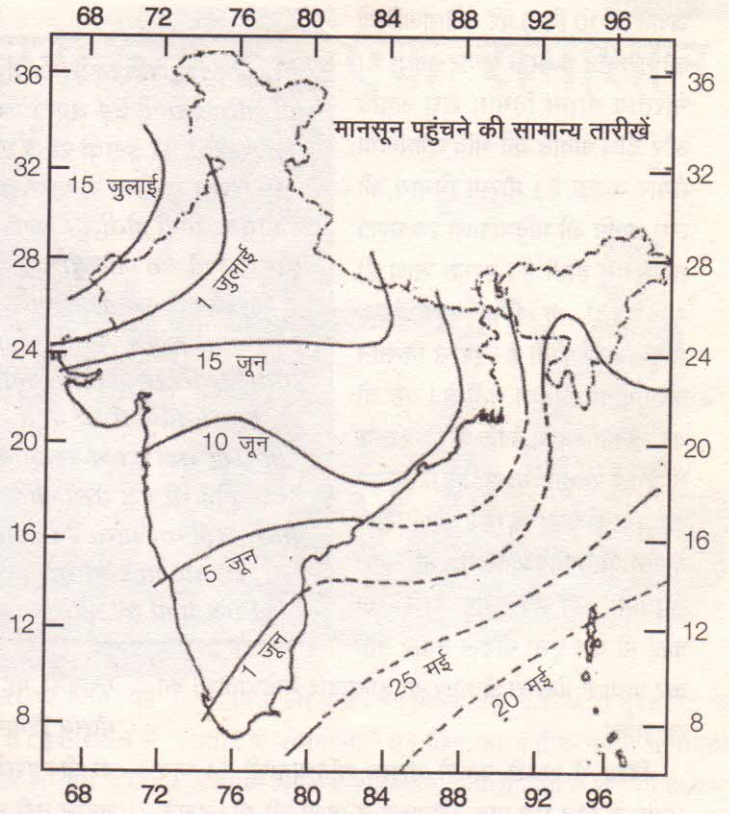 68 72 76 80 84 88 92 96
36 36
मानसून पहुंचने की सामान्य तारीखें
32 32
15 जुलाई
28 28
1 जुलाई
24 24
15 जून
20 20
10 जून
16 16
5 जून
12 12
1 जून
25 मई
20 मई
8 8
68 72 76 80 84 88 92 96